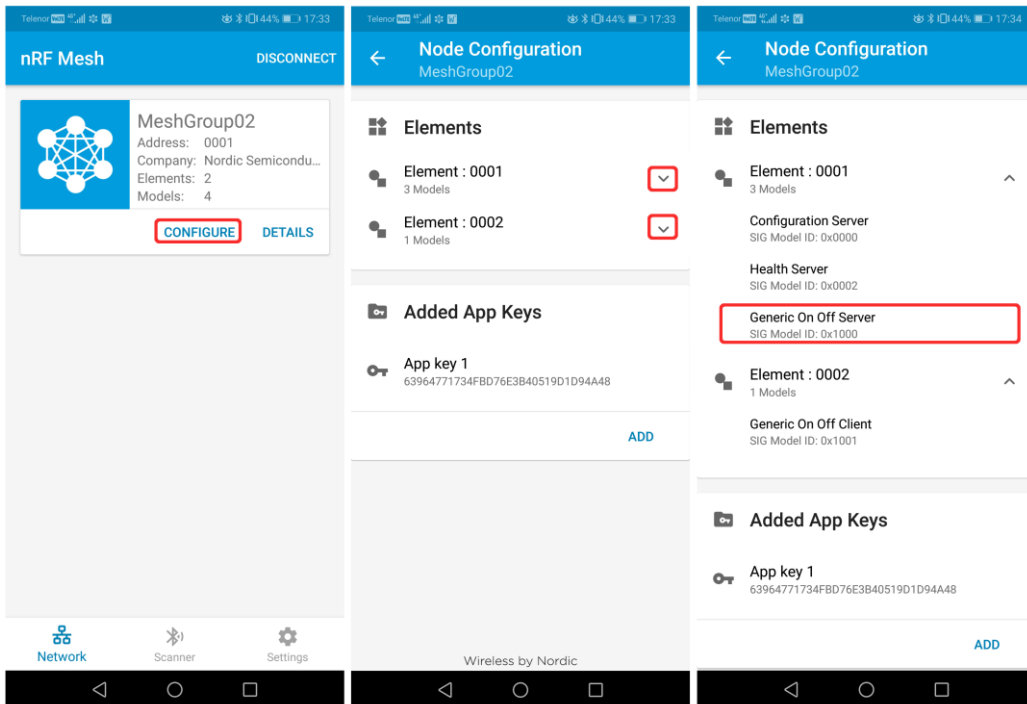 Telenor 44% 17:33
nRF Mesh DISCONNECT
MeshGroup02
Address: 0001
Company: Nordic Semicondu...
Elements: 2
Models: 4
CONFIGURE DETAILS
Network Scanner Settings
Telenor 44% 17:33
Node Configuration
MeshGroup02
Elements
Element : 0001
3 Models
Element : 0002
1 Models
Added App Keys
App key 1
63964771734FBD76E3B40519D1D94A48
ADD
Wireless by Nordic
Telenor 44% 17:34
Node Configuration
MeshGroup02
Elements
Element : 0001
3 Models
Configuration Server
SIG Model ID: 0x0000
Health Server
SIG Model ID: 0x0002
Generic On Off Server
SIG Model ID: 0x1000
Element : 0002
1 Models
Generic On Off Client
SIG Model ID: 0x1001
Added App Keys
App key 1
63964771734FBD76E3B40519D1D94A48
ADD